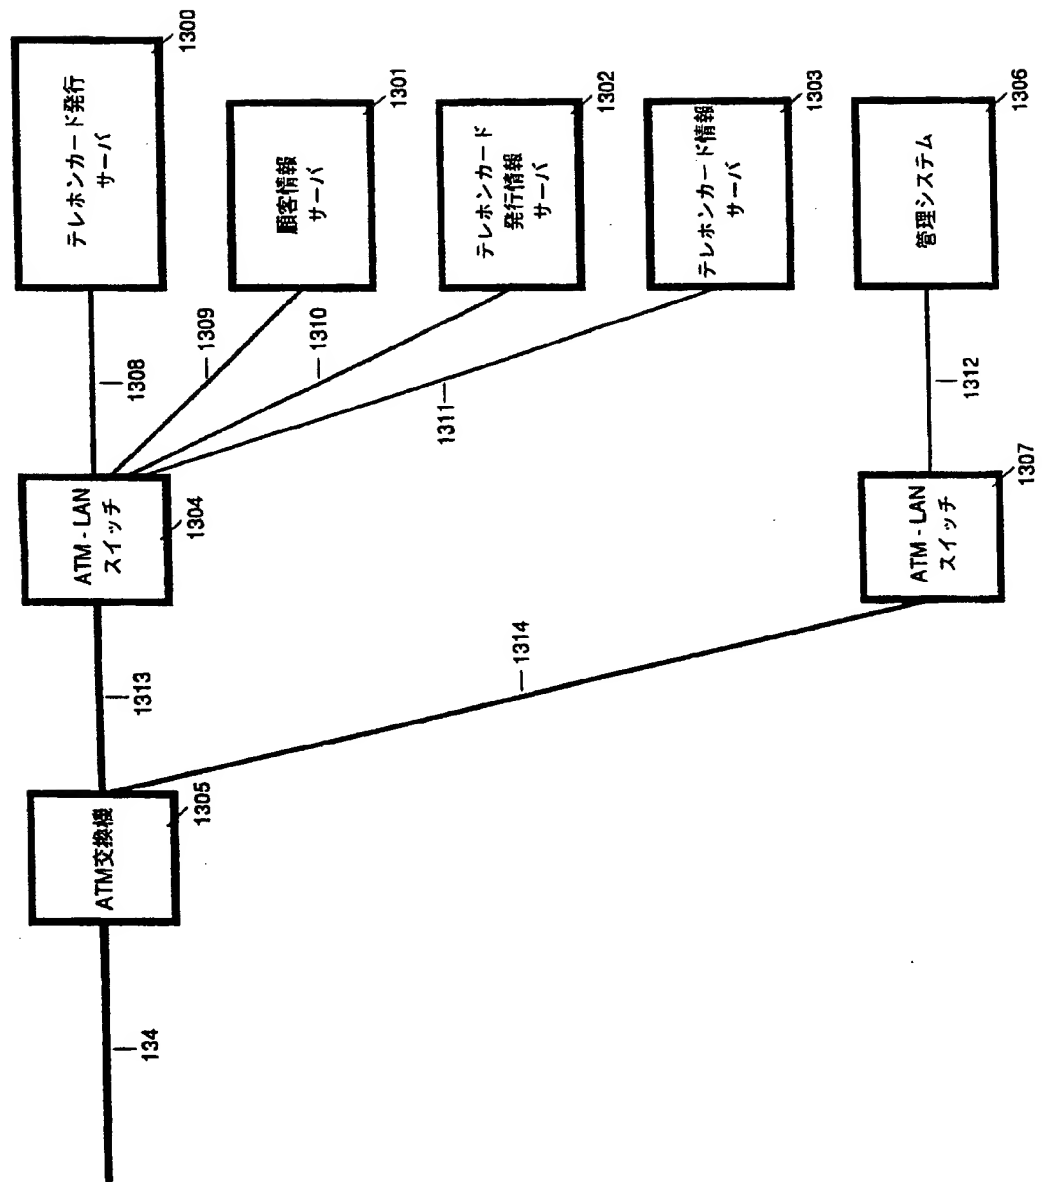 テレホンカード発行
サーバ
1300
顧客情報
サーバ
1301
テレホンカード
発行情報
サーバ
1302
テレホンカード情報
サーバ
1303
管理システム
1306
1308
1309
1310
1311
1312
ATM - LAN
スイッチ
1304
ATM - LAN
スイッチ
1307
1313
1314
ATM交換機
1305
134